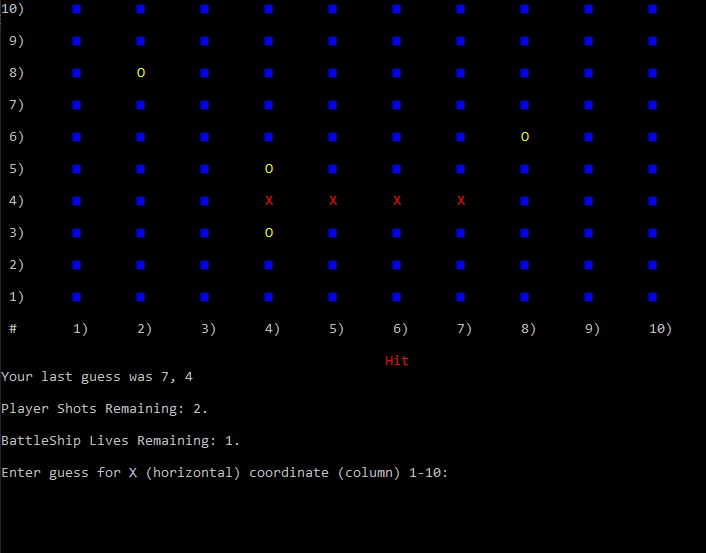 10) ■ ■ ■ ■ ■ ■ ■ ■ ■ ■
9) ■ ■ ■ ■ ■ ■ ■ ■ ■ ■
8) ■ O ■ ■ ■ ■ ■ ■ ■ ■
7) ■ ■ ■ ■ ■ ■ ■ ■ ■ ■
6) ■ ■ ■ ■ ■ ■ ■ O ■ ■
5) ■ ■ ■ O ■ ■ ■ ■ ■ ■
4) ■ ■ ■ X X X X ■ ■ ■
3) ■ ■ ■ O ■ ■ ■ ■ ■ ■
2) ■ ■ ■ ■ ■ ■ ■ ■ ■ ■
1) ■ ■ ■ ■ ■ ■ ■ ■ ■ ■
# 1) 2) 3) 4) 5) 6) 7) 8) 9) 10)
Hit
Your last guess was 7, 4
Player Shots Remaining: 2.
BattleShip Lives Remaining: 1.
Enter guess for X (horizontal) coordinate (column) 1-10: